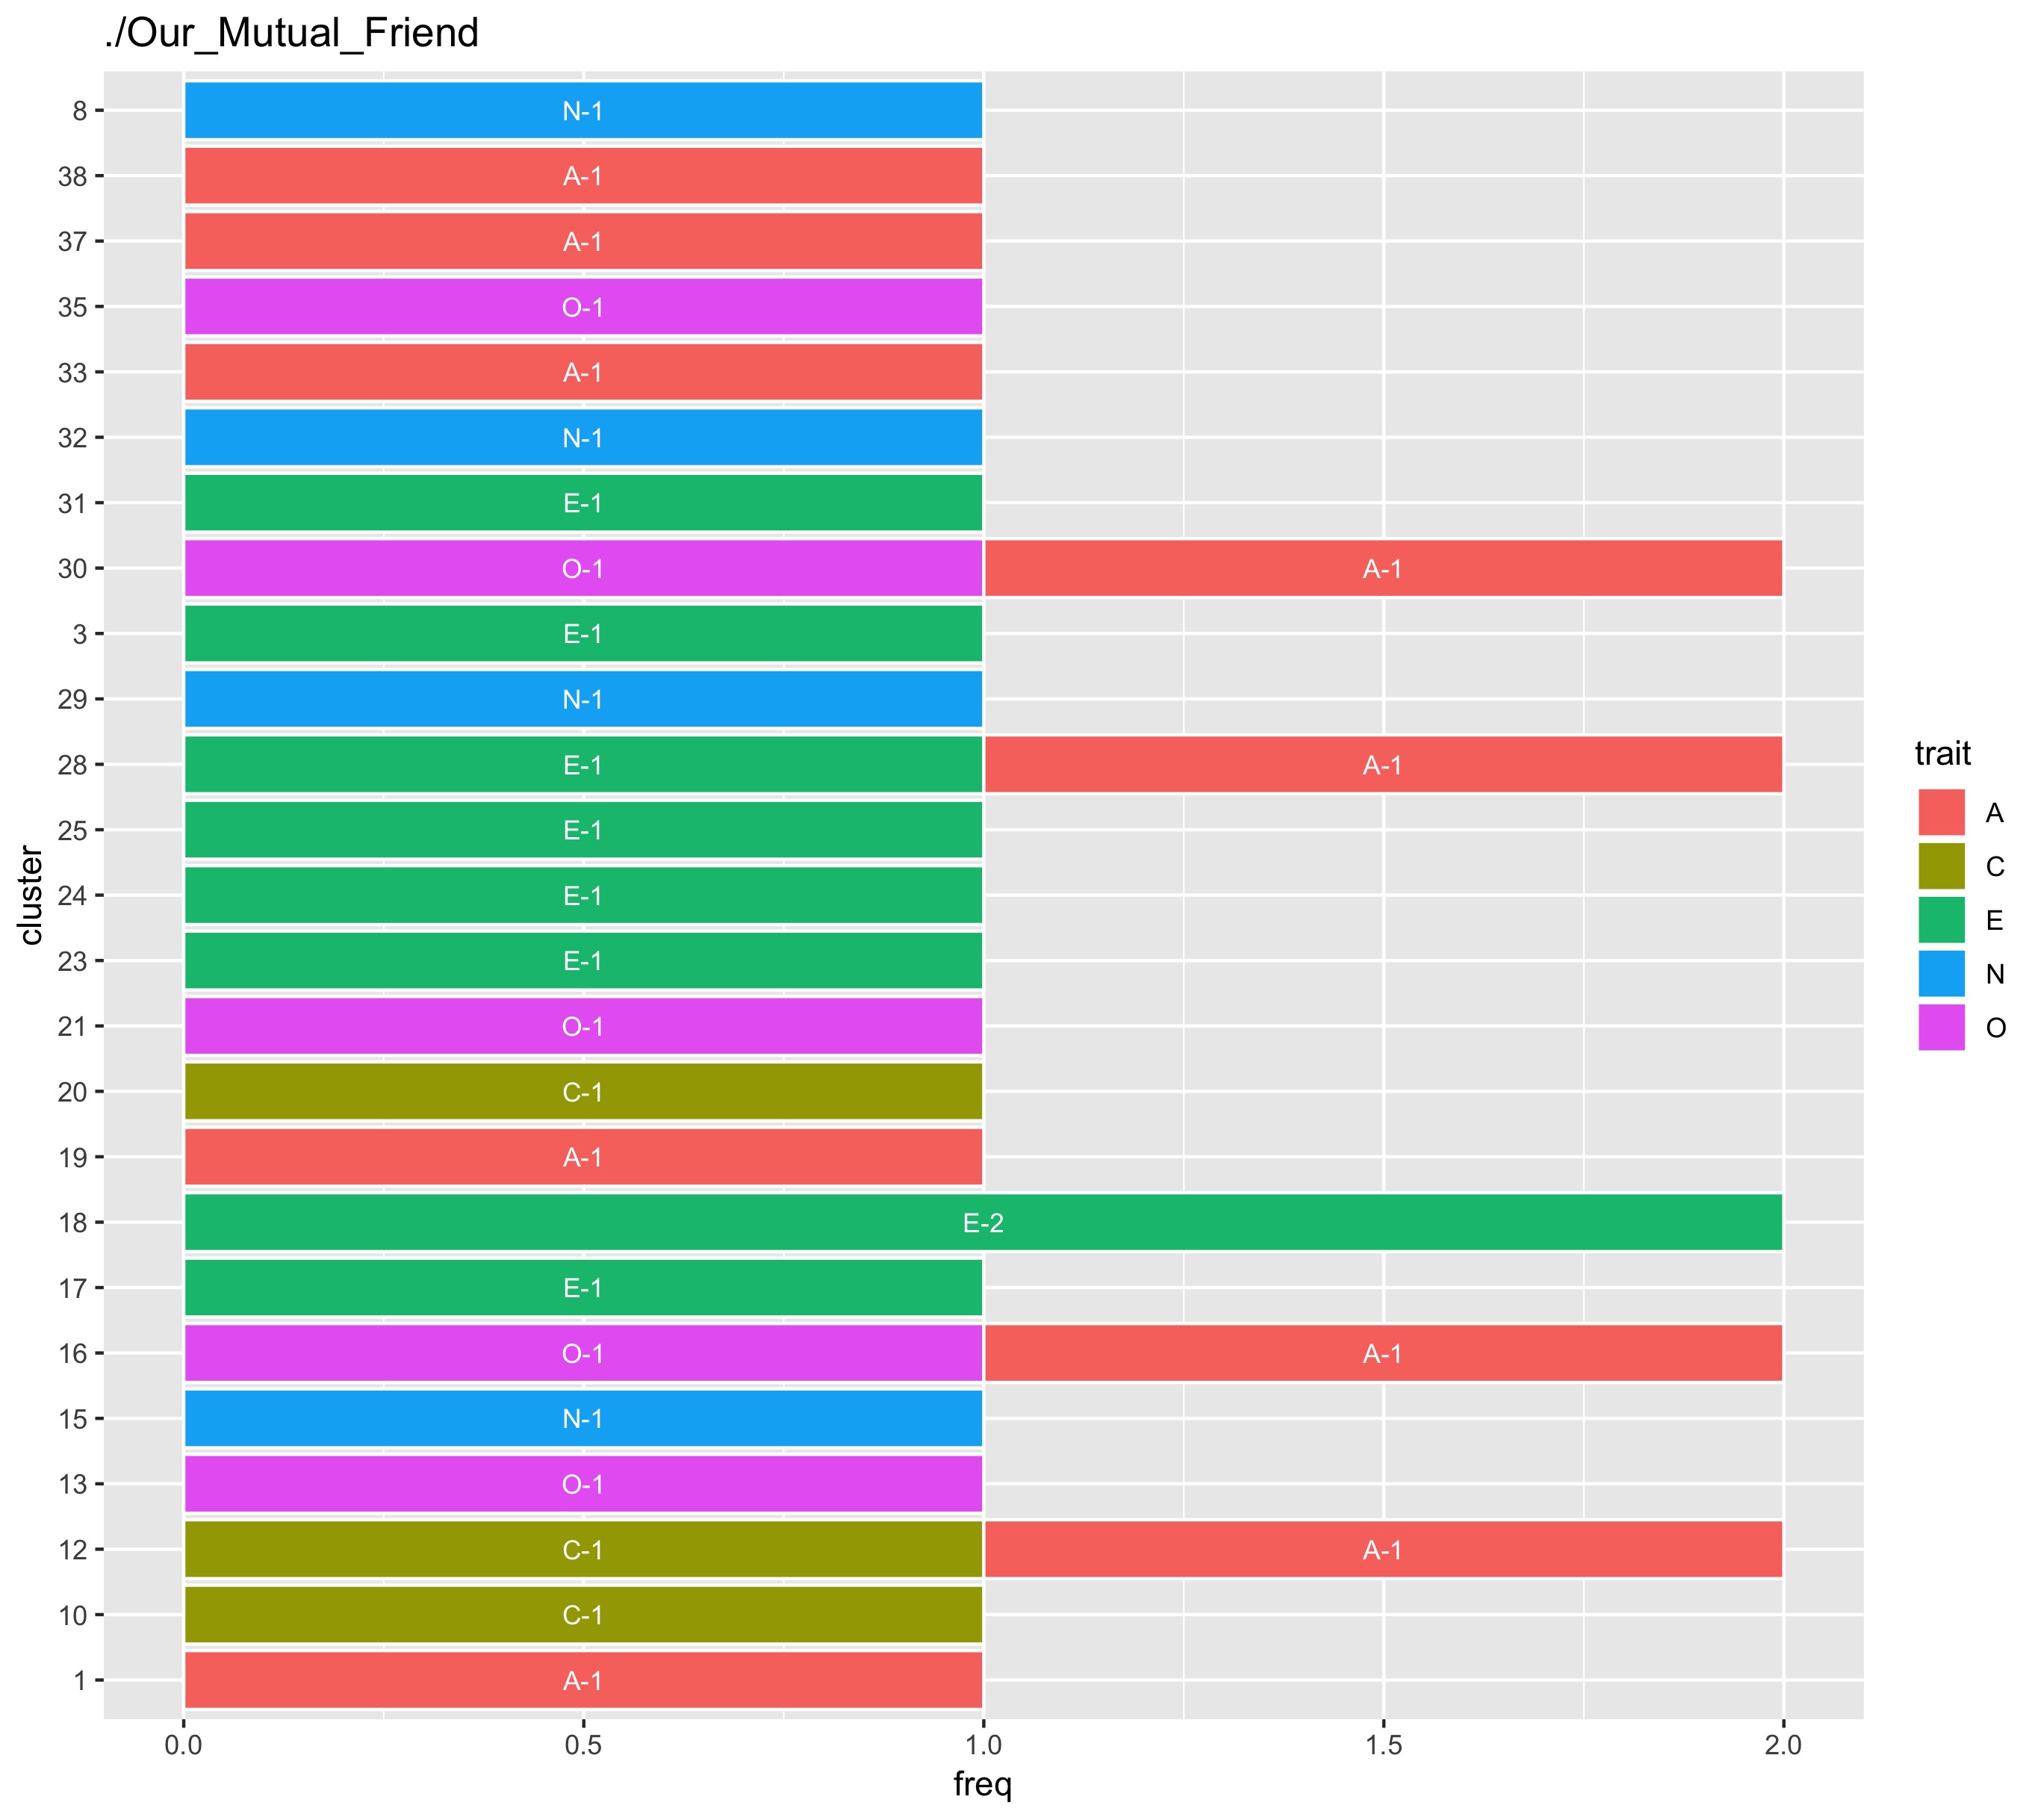 ./Our_Mutual_Friend
8 N-1
38 A-1
37 A-1
35 O-1
33 A-1
32 N-1
31 E-1
30 O-1 A-1
3 E-1
29 N-1
28 E-1 A-1
25 E-1
24 E-1
23 E-1
21 O-1
20 C-1
19 A-1
18 E-2
17 E-1
16 O-1 A-1
15 N-1
13 O-1
12 C-1 A-1
10 C-1
1 A-1
cluster
0.0 0.5 1.0 1.5 2.0
freq
trait
A
C
E
N
O